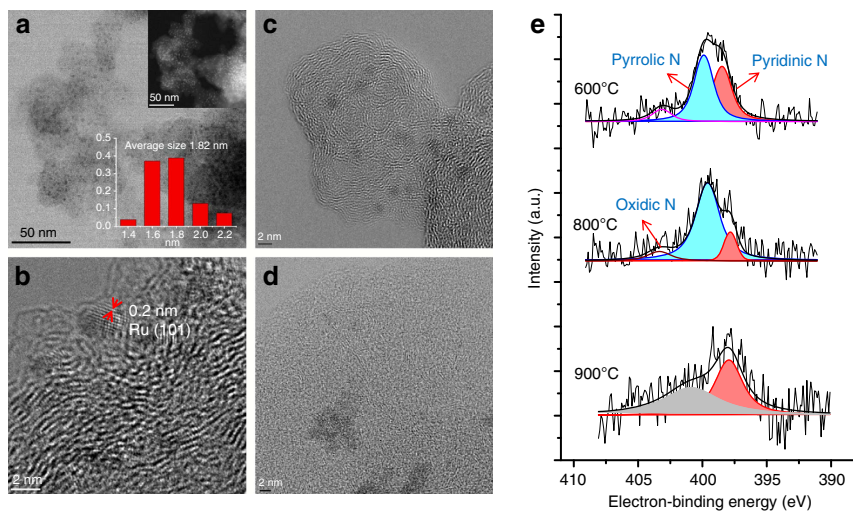 a
50 nm
Average size 1.82 nm
0.5
0.4
0.3
0.2
0.1
0.0
1.4 1.6 1.8 2.0 2.2
nm
50 nm
b
0.2 nm
Ru (101)
2 nm
c
2 nm
d
2 nm
e
Pyrrolic N
Pyridinic N
600°C
Oxidic N
800°C
900°C
Intensity (a.u.)
410 405 400 395 390
Electron-binding energy (eV)